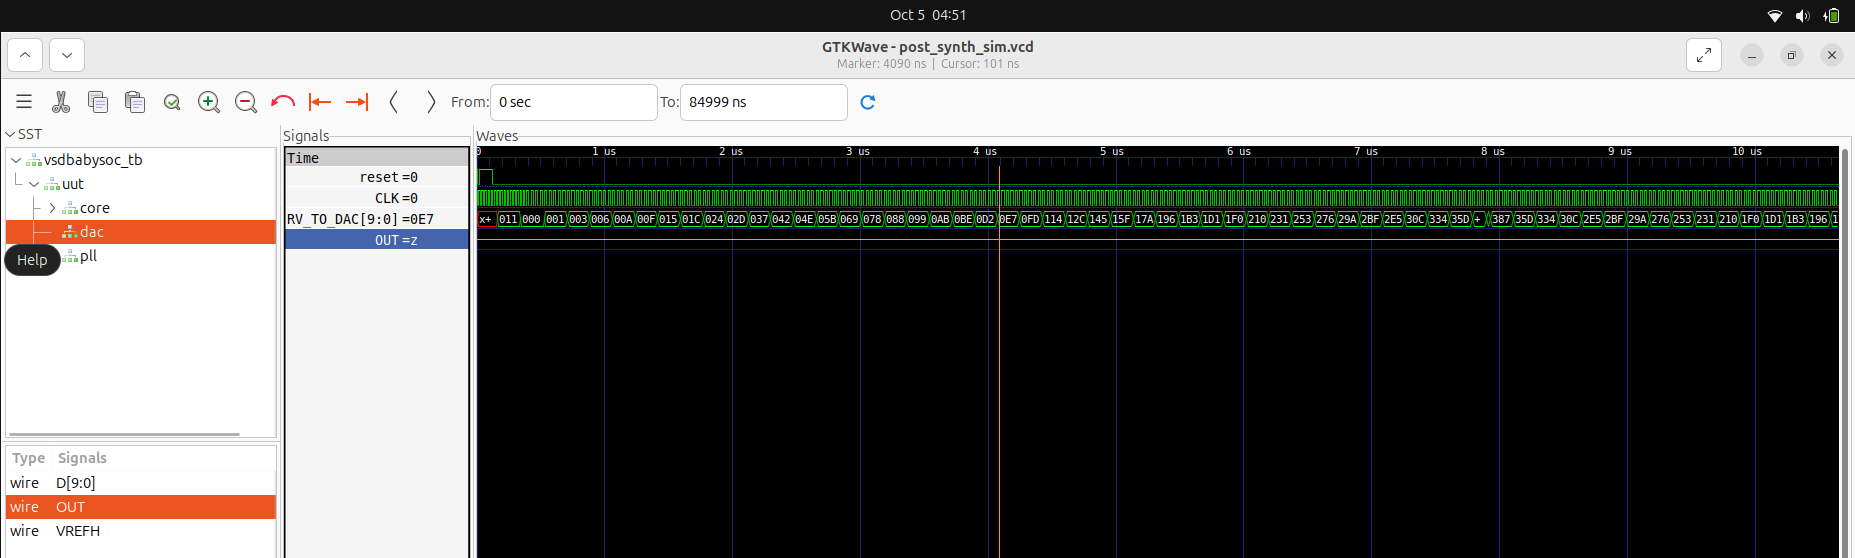 Oct 5 04:51
GTKWave - post_synth_sim.vcd
Marker: 4090 ns | Cursor: 101 ns
From: 0 sec To: 84999 ns
SST
vsdbabysoc_tb
uut
core
dac
pll
Help
Type Signals
wire D[9:0]
wire OUT
wire VREFH
Signals
Time
reset=0
CLK=0
RV_TO_DAC[9:0]=0E7
OUT=z
Waves
0 1 us 2 us 3 us 4 us 5 us 6 us 7 us 8 us 9 us 10 us
x+ 011 000 001 003 006 00A 00F 015 01C 024 02D 037 042 04E 05B 069 078 088 099 0AB 0BE 0D2 0E7 0FD 114 12C 145 15F 17A 196 1B3 1D1 1F0 210 231 253 276 29A 2BF 2E5 30C 334 35D + 387 35D 334 30C 2E5 2BF 29A 276 253 231 210 1F0 1D1 1B3 196 1